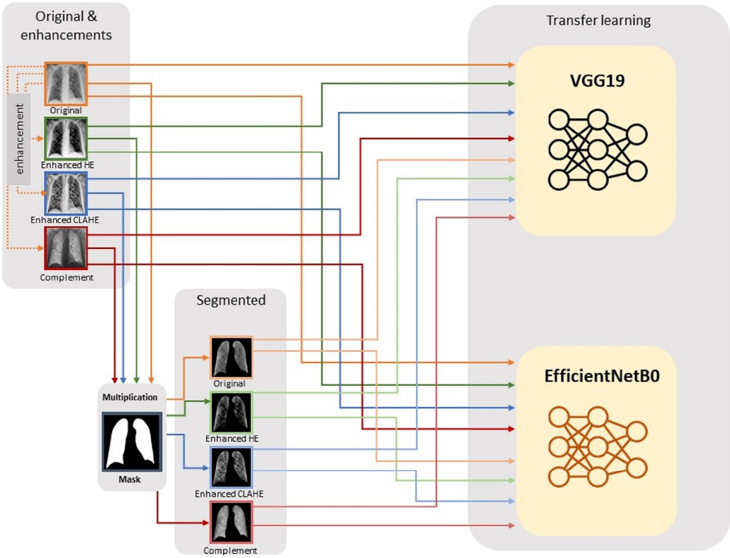 Original &
enhancements
enhancement
Original
Enhanced HE
Enhanced CLAHE
Complement
Multiplication
Mask
Segmented
Original
Enhanced HE
Enhanced CLAHE
Complement
Transfer learning
VGG19
EfficientNetB0